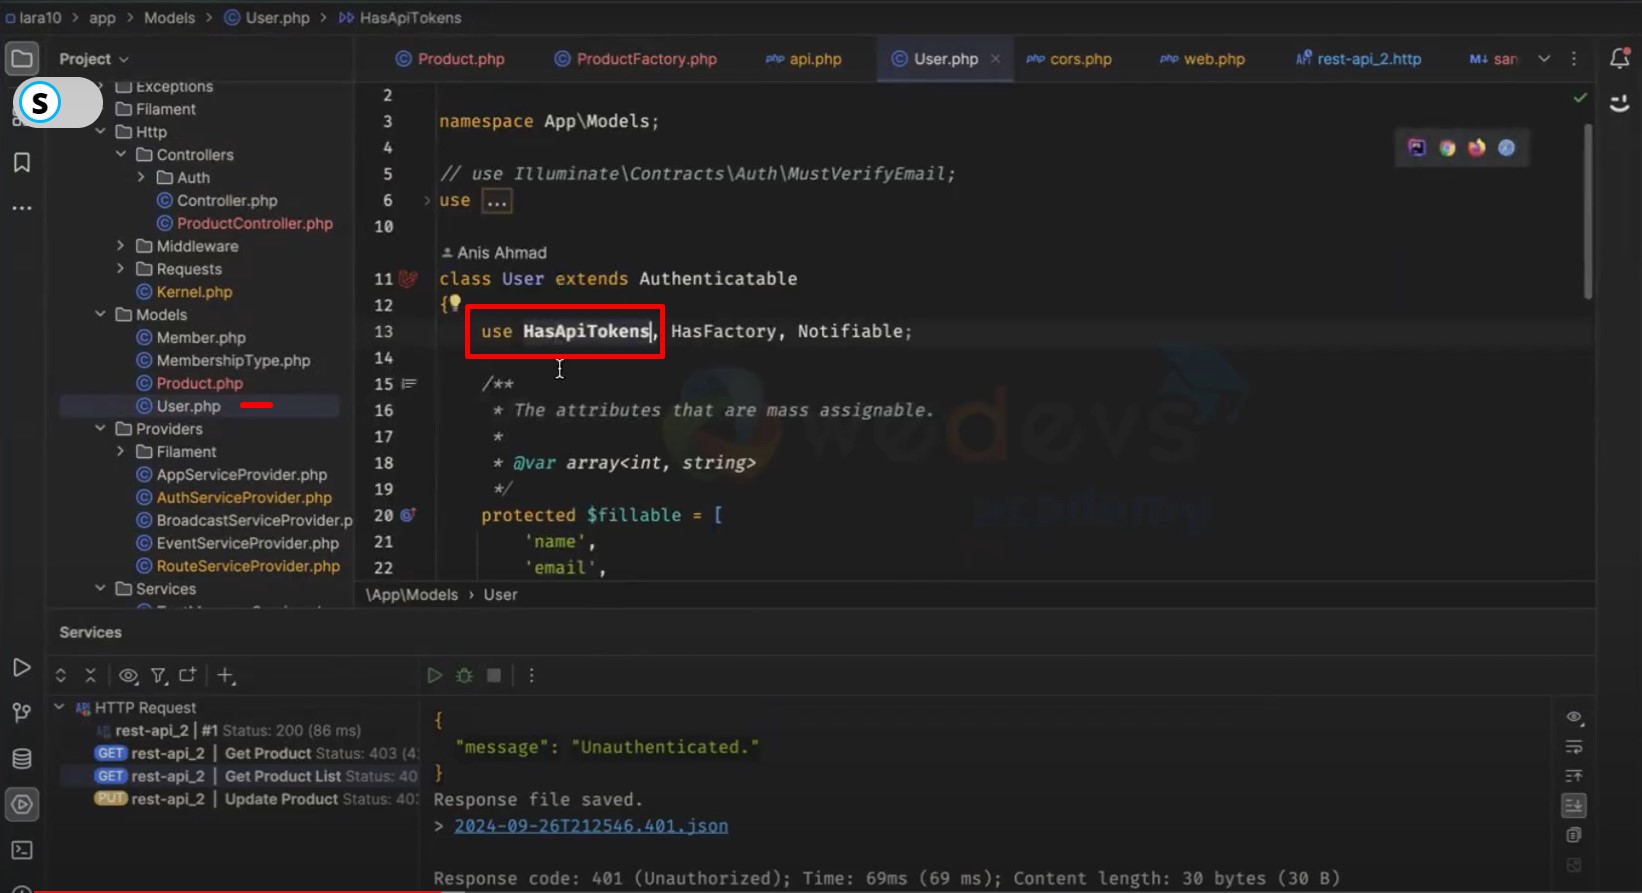 lara10 > app > Models > User.php > HasApiTokens
Project
Product.php ProductFactory.php php api.php User.php × php cors.php php web.php API rest-api_2.http M↓ san
S
Exceptions
Filament
Http
Controllers
Auth
Controller.php
ProductController.php
Middleware
Requests
Kernel.php
Models
Member.php
MembershipType.php
Product.php
User.php
Providers
Filament
AppServiceProvider.php
AuthServiceProvider.php
BroadcastServiceProvider.p
EventServiceProvider.php
RouteServiceProvider.php
Services
2
3 namespace App\Models;
4
5 // use Illuminate\Contracts\Auth\MustVerifyEmail;
6 > use ...
10
Anis Ahmad
11 class User extends Authenticatable
12 {
13 use HasApiTokens, HasFactory, Notifiable;
14
15 /**
16 * The attributes that are mass assignable.
17 *
18 * @var array<int, string>
19 */
20 protected $fillable = [
21 'name',
22 'email',
wedevs
academy
\App\Models > User
Services
HTTP Request
rest-api_2 | #1 Status: 200 (86 ms)
GET rest-api_2 | Get Product Status: 403 (4
GET rest-api_2 | Get Product List Status: 40
PUT rest-api_2 | Update Product Status: 403
{
"message": "Unauthenticated."
}
Response file saved.
> 2024-09-26T212546.401.json
Response code: 401 (Unauthorized); Time: 69ms (69 ms); Content length: 30 bytes (30 B)